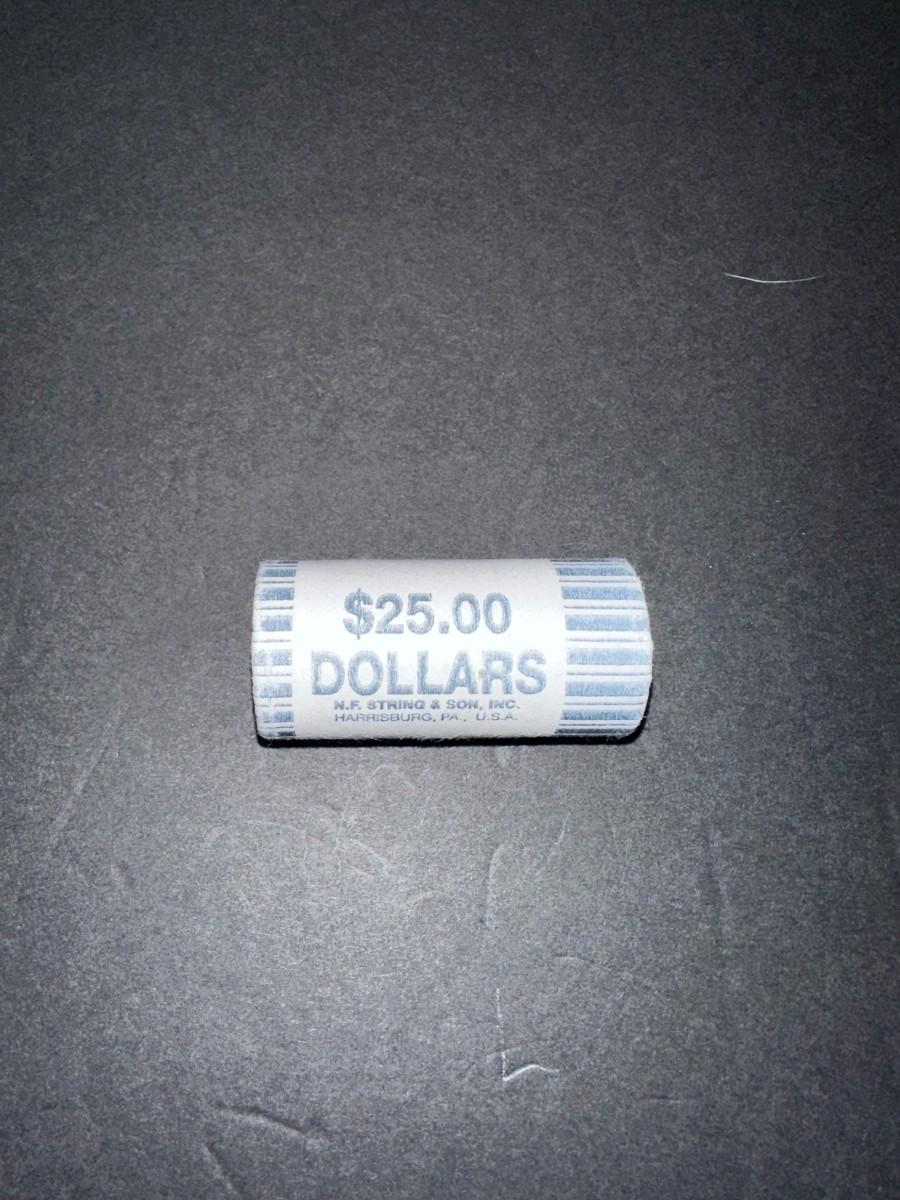 $25.00
DOLLARS
N.F. STRING & SON, INC.
HARRISBURG, PA., U.S.A.